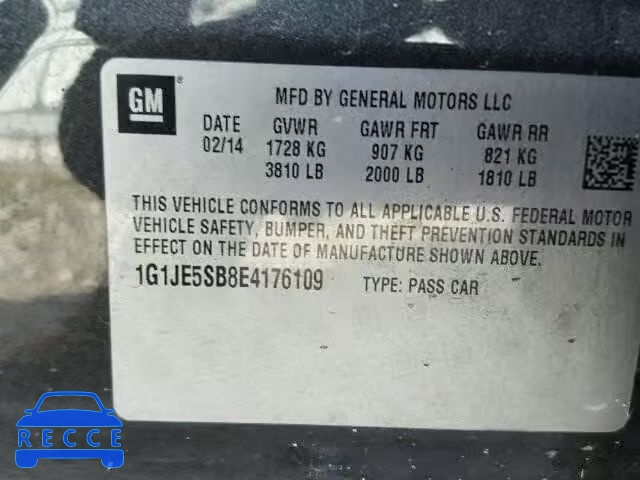 GM ®
MFD BY GENERAL MOTORS LLC
DATE GVWR GAWR FRT GAWR RR
02/14 1728 KG 907 KG 821 KG
3810 LB 2000 LB 1810 LB
THIS VEHICLE CONFORMS TO ALL APPLICABLE U.S. FEDERAL MOTOR
VEHICLE SAFETY, BUMPER, AND THEFT PREVENTION STANDARDS IN
EFFECT ON THE DATE OF MANUFACTURE SHOWN ABOVE.
1G1JE5SB8E4176109 TYPE: PASS CAR
RECCE